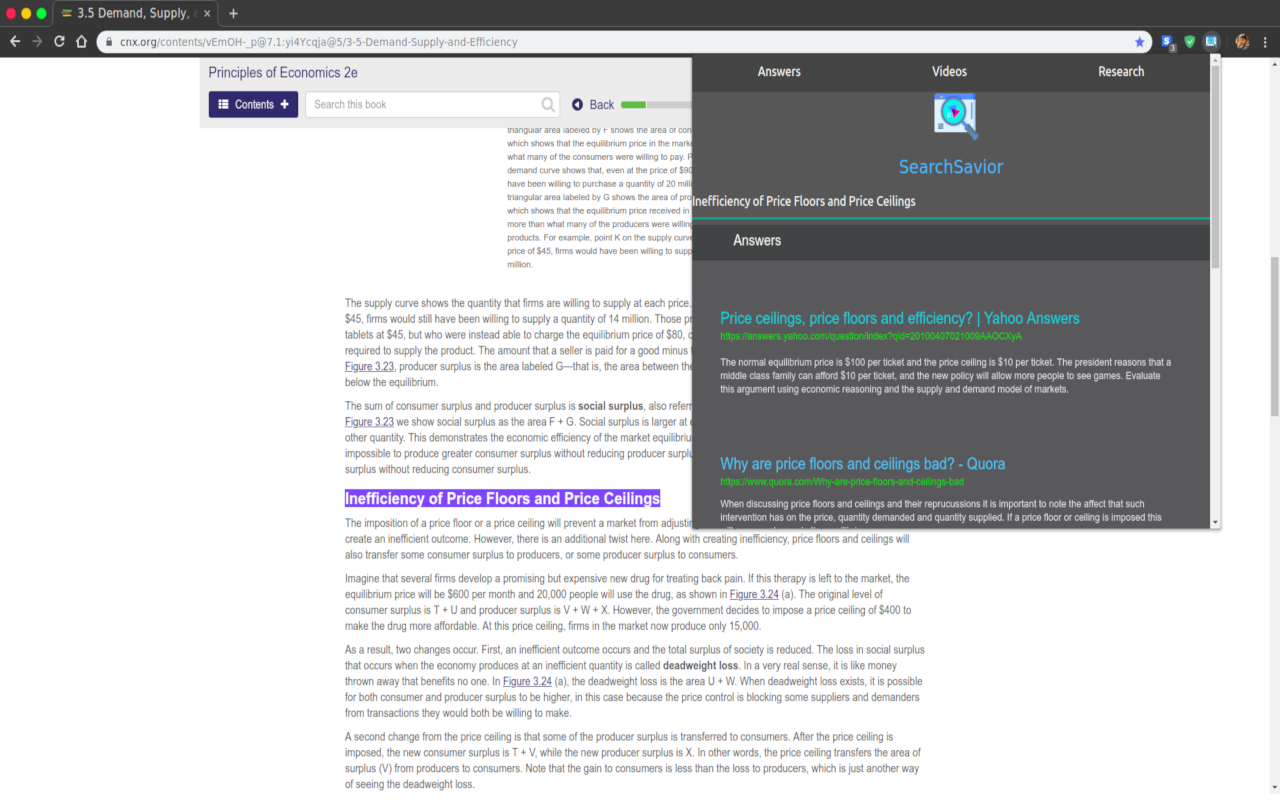 3.5 Demand, Supply, a
cnx.org/contents/vEmOH-_p@7.1:yi4Ycqja@5/3-5-Demand-Supply-and-Efficiency
Principles of Economics 2e
Contents +
Search this book
Back
triangular area labeled by F shows the area of con
which shows that the equilibrium price in the marke
what many of the consumers were willing to pay. P
demand curve shows that, even at the price of $90
have been willing to purchase a quantity of 20 milli
triangular area labeled by G shows the area of pro
which shows that the equilibrium price received in
more than what many of the producers were willing
products. For example, point K on the supply curve
price of $45, firms would have been willing to supp
million.
The supply curve shows the quantity that firms are willing to supply at each price.
$45, firms would still have been willing to supply a quantity of 14 million. Those pr
tablets at $45, but who were instead able to charge the equilibrium price of $80, c
required to supply the product. The amount that a seller is paid for a good minus t
Figure 3.23, producer surplus is the area labeled G—that is, the area between the
below the equilibrium.
The sum of consumer surplus and producer surplus is social surplus, also referr
Figure 3.23 we show social surplus as the area F + G. Social surplus is larger at e
other quantity. This demonstrates the economic efficiency of the market equilibriu
impossible to produce greater consumer surplus without reducing producer surplu
surplus without reducing consumer surplus.
Inefficiency of Price Floors and Price Ceilings
The imposition of a price floor or a price ceiling will prevent a market from adjustin
create an inefficient outcome. However, there is an additional twist here. Along with creating inefficiency, price floors and ceilings will
also transfer some consumer surplus to producers, or some producer surplus to consumers.
Imagine that several firms develop a promising but expensive new drug for treating back pain. If this therapy is left to the market, the
equilibrium price will be $600 per month and 20,000 people will use the drug, as shown in Figure 3.24 (a). The original level of
consumer surplus is T + U and producer surplus is V + W + X. However, the government decides to impose a price ceiling of $400 to
make the drug more affordable. At this price ceiling, firms in the market now produce only 15,000.
As a result, two changes occur. First, an inefficient outcome occurs and the total surplus of society is reduced. The loss in social surplus
that occurs when the economy produces at an inefficient quantity is called deadweight loss. In a very real sense, it is like money
thrown away that benefits no one. In Figure 3.24 (a), the deadweight loss is the area U + W. When deadweight loss exists, it is possible
for both consumer and producer surplus to be higher, in this case because the price control is blocking some suppliers and demanders
from transactions they would both be willing to make.
A second change from the price ceiling is that some of the producer surplus is transferred to consumers. After the price ceiling is
imposed, the new consumer surplus is T + V, while the new producer surplus is X. In other words, the price ceiling transfers the area of
surplus (V) from producers to consumers. Note that the gain to consumers is less than the loss to producers, which is just another way
of seeing the deadweight loss.
Answers
Videos
Research
SearchSavior
Inefficiency of Price Floors and Price Ceilings
Answers
Price ceilings, price floors and efficiency? | Yahoo Answers
https://answers.yahoo.com/question/index?qid=20100407021009AAOCXyA
The normal equilibrium price is $100 per ticket and the price ceiling is $10 per ticket. The president reasons that a
middle class family can afford $10 per ticket, and the new policy will allow more people to see games. Evaluate
this argument using economic reasoning and the supply and demand model of markets.
Why are price floors and ceilings bad? - Quora
https://www.quora.com/Why-are-price-floors-and-ceilings-bad
When discussing price floors and ceilings and their reprucussions it is important to note the affect that such
intervention has on the price, quantity demanded and quantity supplied. If a price floor or ceiling is imposed this